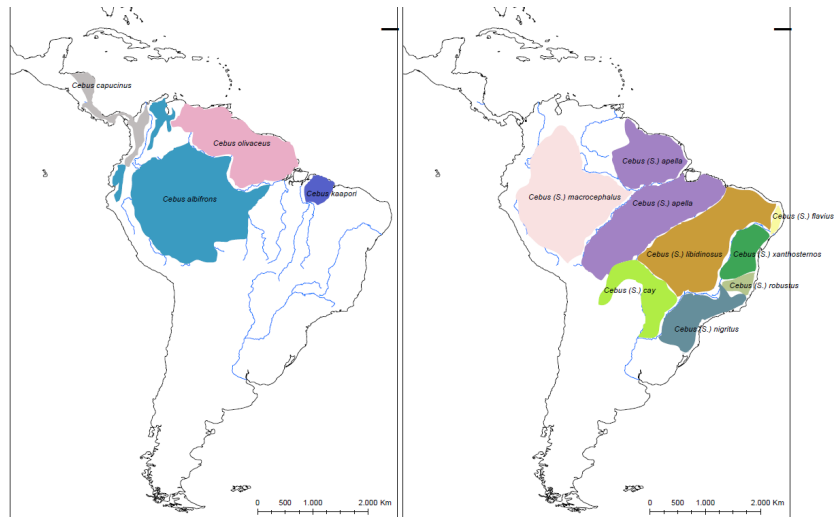 Cebus capucinus
Cebus olivaceus
Cebus kaapori
Cebus albifrons
0 500 1.000 2.000 Km
Cebus (S.) apella
Cebus (S.) macrocephalus
Cebus (S.) apella
Cebus (S.) flavius
Cebus (S.) libidinosus
Cebus (S.) xanthosternos
Cebus (S.) robustus
Cebus (S.) cay
Cebus (S.) nigritus
0 500 1.000 2.000 Km